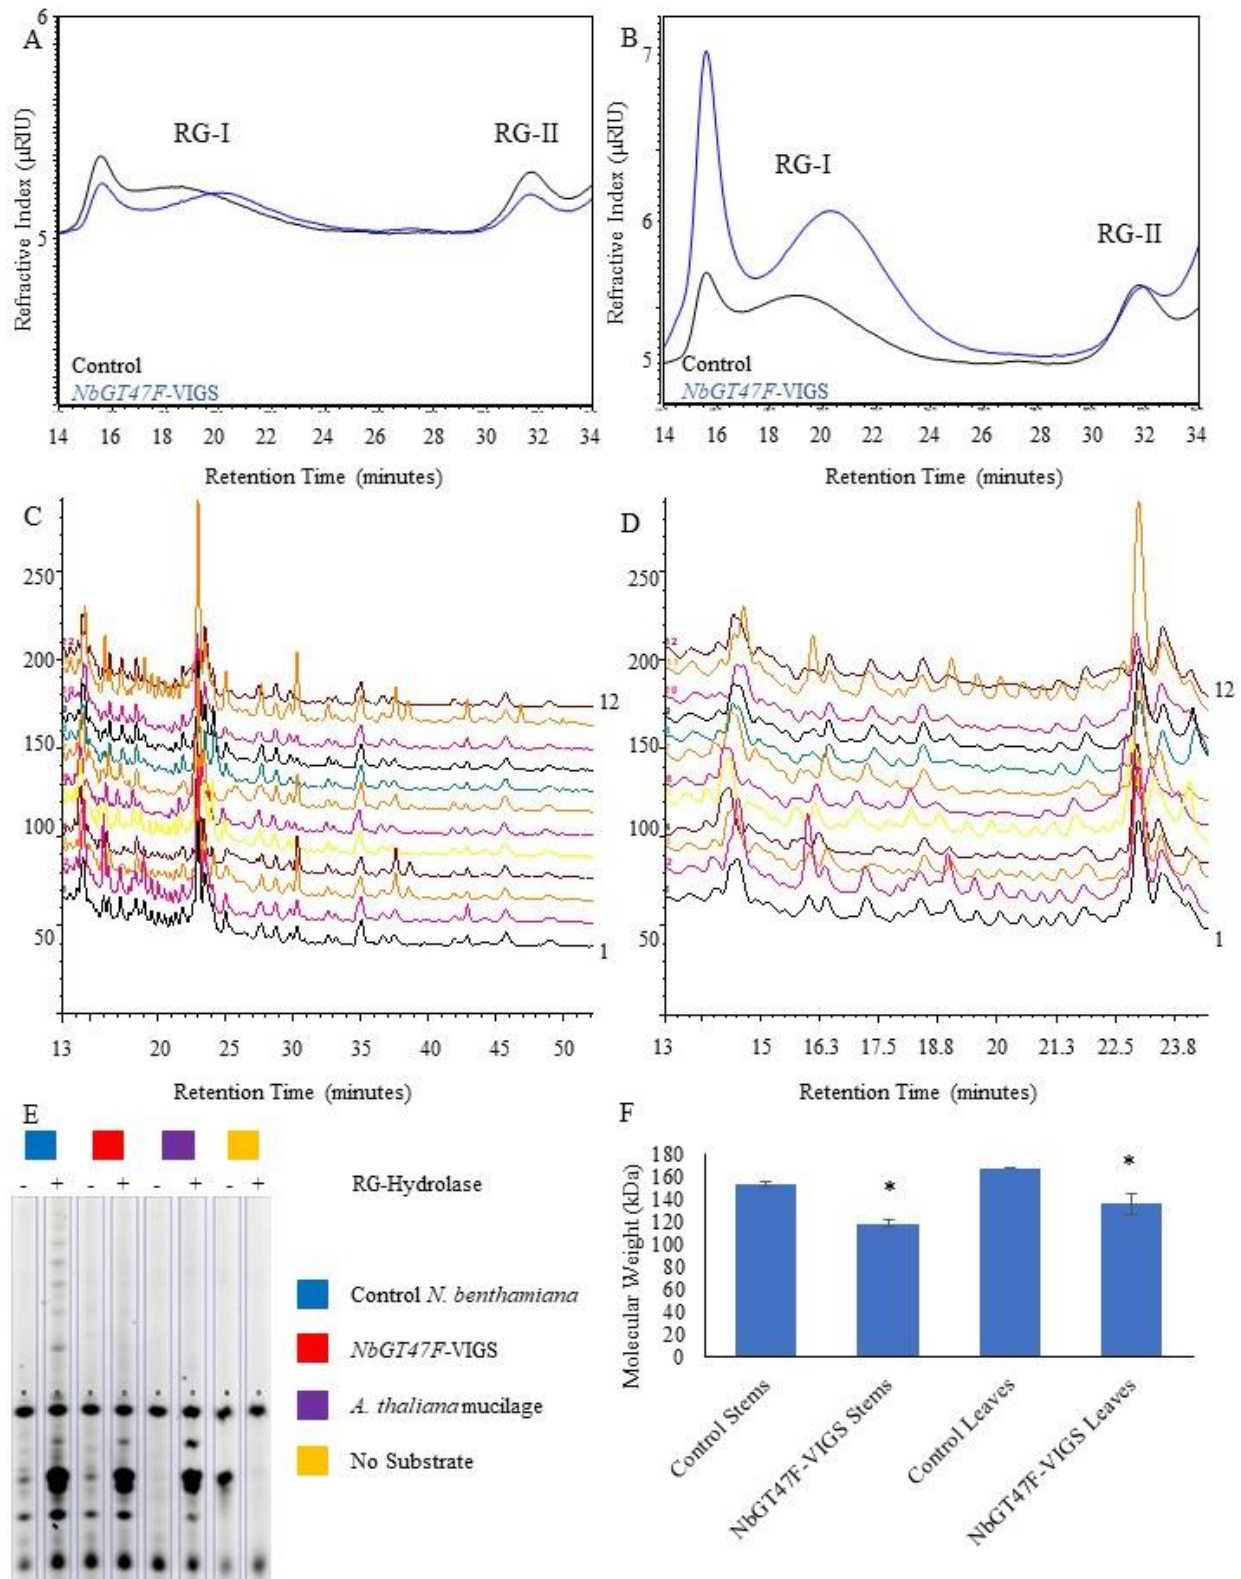 A
6
5
Refractive Index (μRIU)
RG-I
RG-II
Control
NbGT47F-VIGS
14 16 20 22 24 26 30 32 34
Retention Time (minutes)
B
7
6
5
Refractive Index (μRIU)
RG-I
RG-II
Control
NbGT47F-VIGS
14 16 18 20 22 24 26 28 30 32 34
Retention Time (minutes)
C
250
200
150
100
50
12
1
13 20 30 40 50
Retention Time (minutes)
D
250
200
150
100
50
12
1
13 15 16.3 17.5 18.8 20 21.3 22.5 23.8
Retention Time (minutes)
E
- + - + - + - +
RG-Hydrolase
Control N. benthamiana
NbGT47F-VIGS
A. thaliana mucilage
No Substrate
F
Molecular Weight (kDa)
180
160
140
120
100
80
60
40
20
0
* *
Control Stems
NbGT47F-VIGS Stems
Control Leaves
NbGT47F-VIGS Leaves